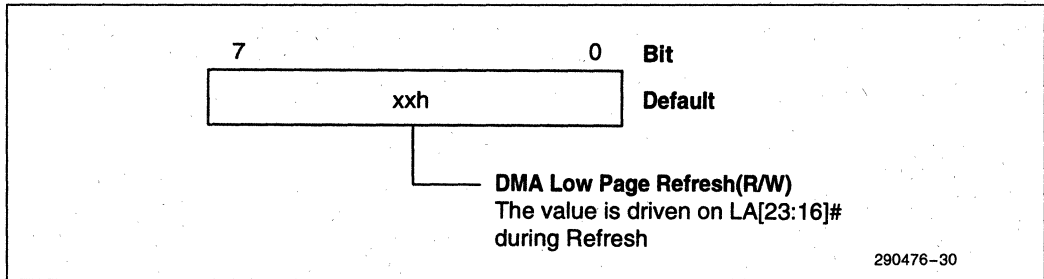 7 0 Bit
xxh Default
DMA Low Page Refresh(R/W)
The value is driven on LA[23:16]#
during Refresh
290476-30